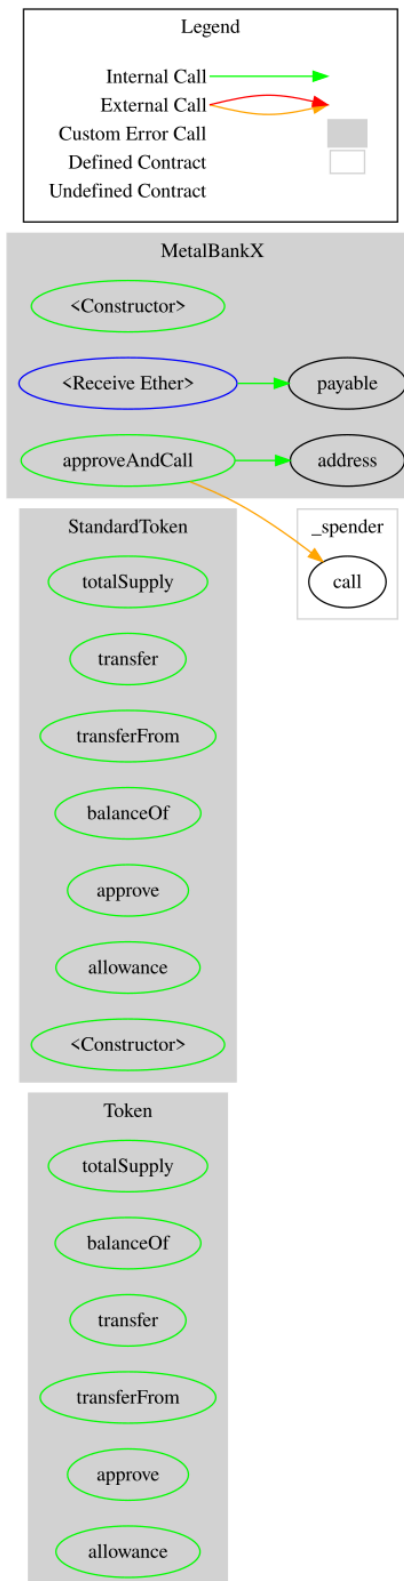 Legend
Internal Call
External Call
Custom Error Call
Defined Contract
Undefined Contract
MetalBankX
<Constructor>
<Receive Ether>
payable
approveAndCall
address
StandardToken
_spender
totalSupply
call
transfer
transferFrom
balanceOf
approve
allowance
<Constructor>
Token
totalSupply
balanceOf
transfer
transferFrom
approve
allowance